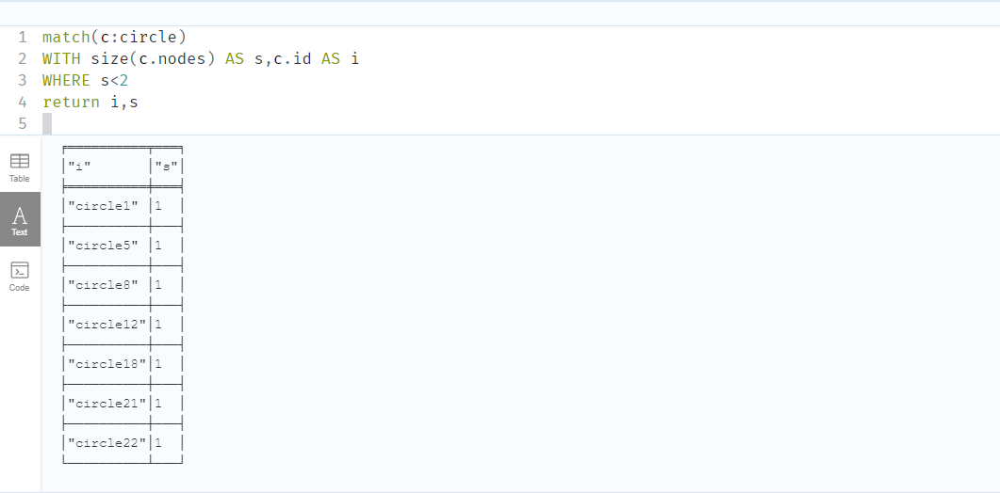 1 match(c:circle)
2 WITH size(c.nodes) AS s,c.id AS i
3 WHERE s<2
4 return i,s
5
Table
A
Text
Code
"i" "s"
"circle1" 1
"circle5" 1
"circle8" 1
"circle12" 1
"circle18" 1
"circle21" 1
"circle22" 1